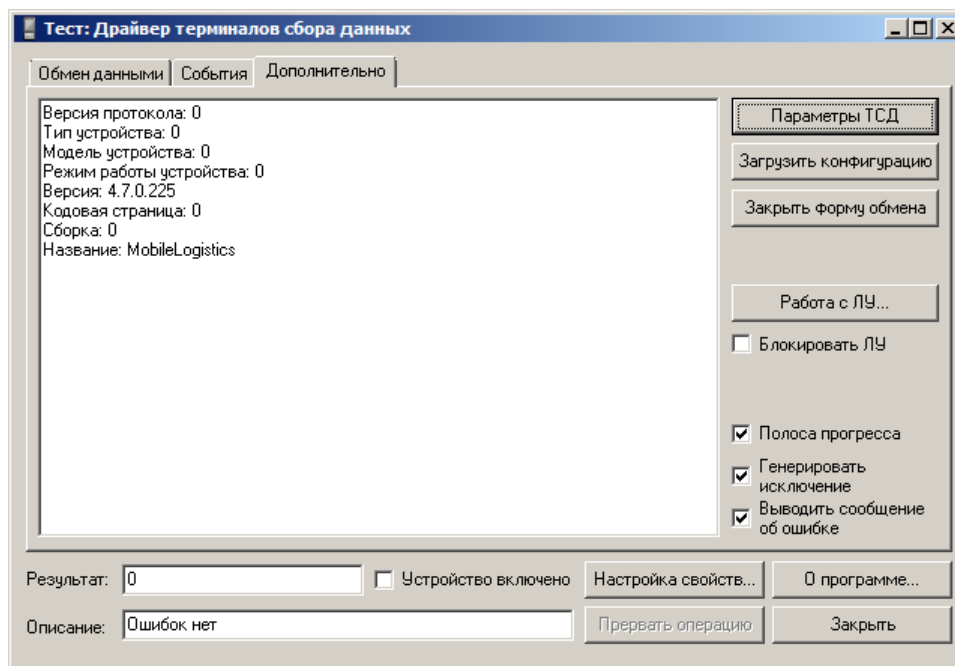 Тест: Драйвер терминалов сбора данных
Обмен данными
События
Дополнительно
Версия протокола: 0
Тип устройства: 0
Модель устройства: 0
Режим работы устройства: 0
Версия: 4.7.0.225
Кодовая страница: 0
Сборка: 0
Название: MobileLogistics
Параметры ТСД
Загрузить конфигурацию
Закрыть форму обмена
Работа с ЛУ...
Блокировать ЛУ
Полоса прогресса
Генерировать
исключение
Выводить сообщение
об ошибке
Результат: 0
Устройство включено
Настройка свойств...
О программе...
Описание: Ошибок нет
Прервать операцию
Закрыть